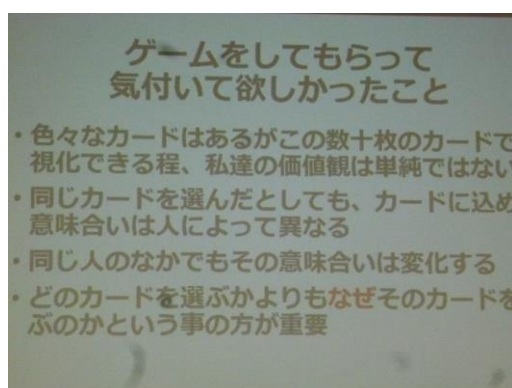 ゲームをしてもらって
気付いて欲しかったこと
・色々なカードはあるがこの数十枚のカードで
視化できる程、私達の価値観は単純ではない
・同じカードを選んだとしても、カードに込め
意味合いは人によって異なる
・同じ人のなかでもその意味合いは変化する
・どのカードを選ぶかよりもなぜそのカードを
ぶのかという事の方が重要